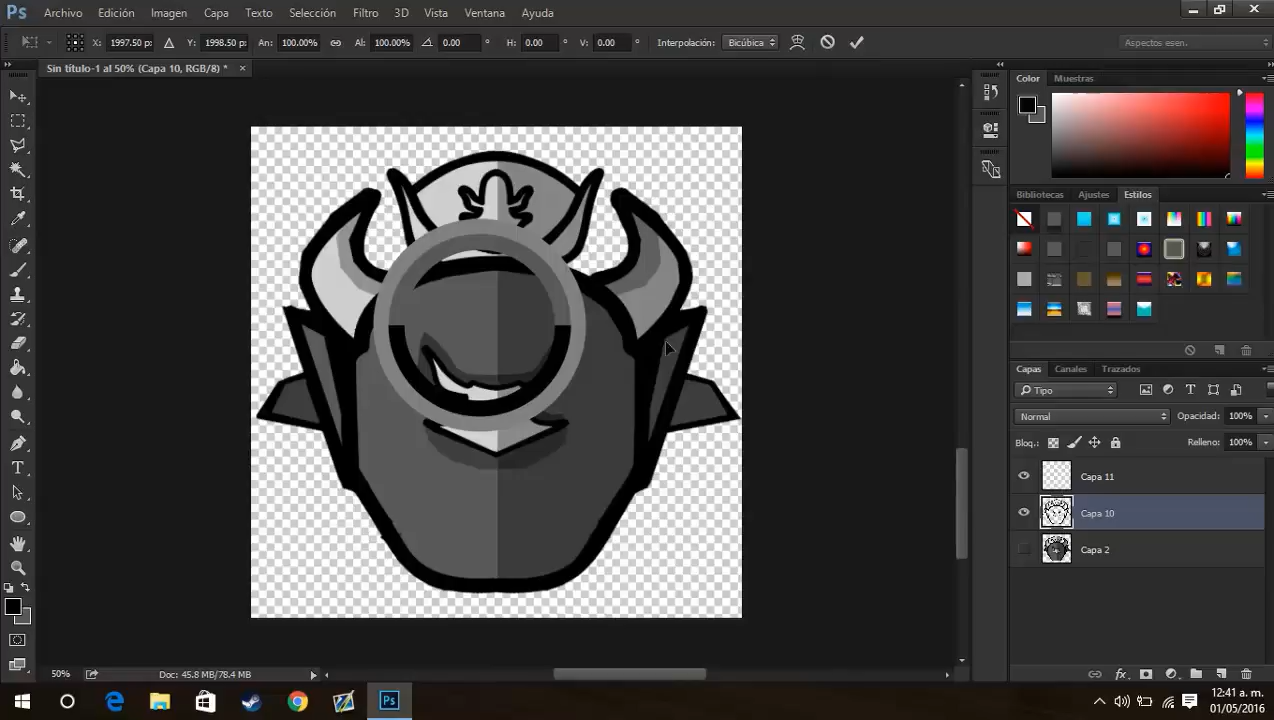 Ps Archivo Edición Imagen Capa Texto Selección Filtro 3D Vista Ventana Ayuda
X: 1997.50 px Y: 1998.50 px An: 100.00% Al: 100.00% 0.00 ° H: 0.00 ° V: 0.00 ° Interpolación: Bicúbica Aspectos esen.
Sin título-1 al 50% (Capa 10, RGB/8) * ×
Color Muestras
Bibliotecas Ajustes Estilos
Capas Canales Trazados
Tipo
Normal Opacidad: 100%
Bloq.: Relleno: 100%
Capa 11
Capa 10
Capa 2
50% Doc: 45.8 MB/78.4 MB
Ps
12:41 a. m.
01/05/2016